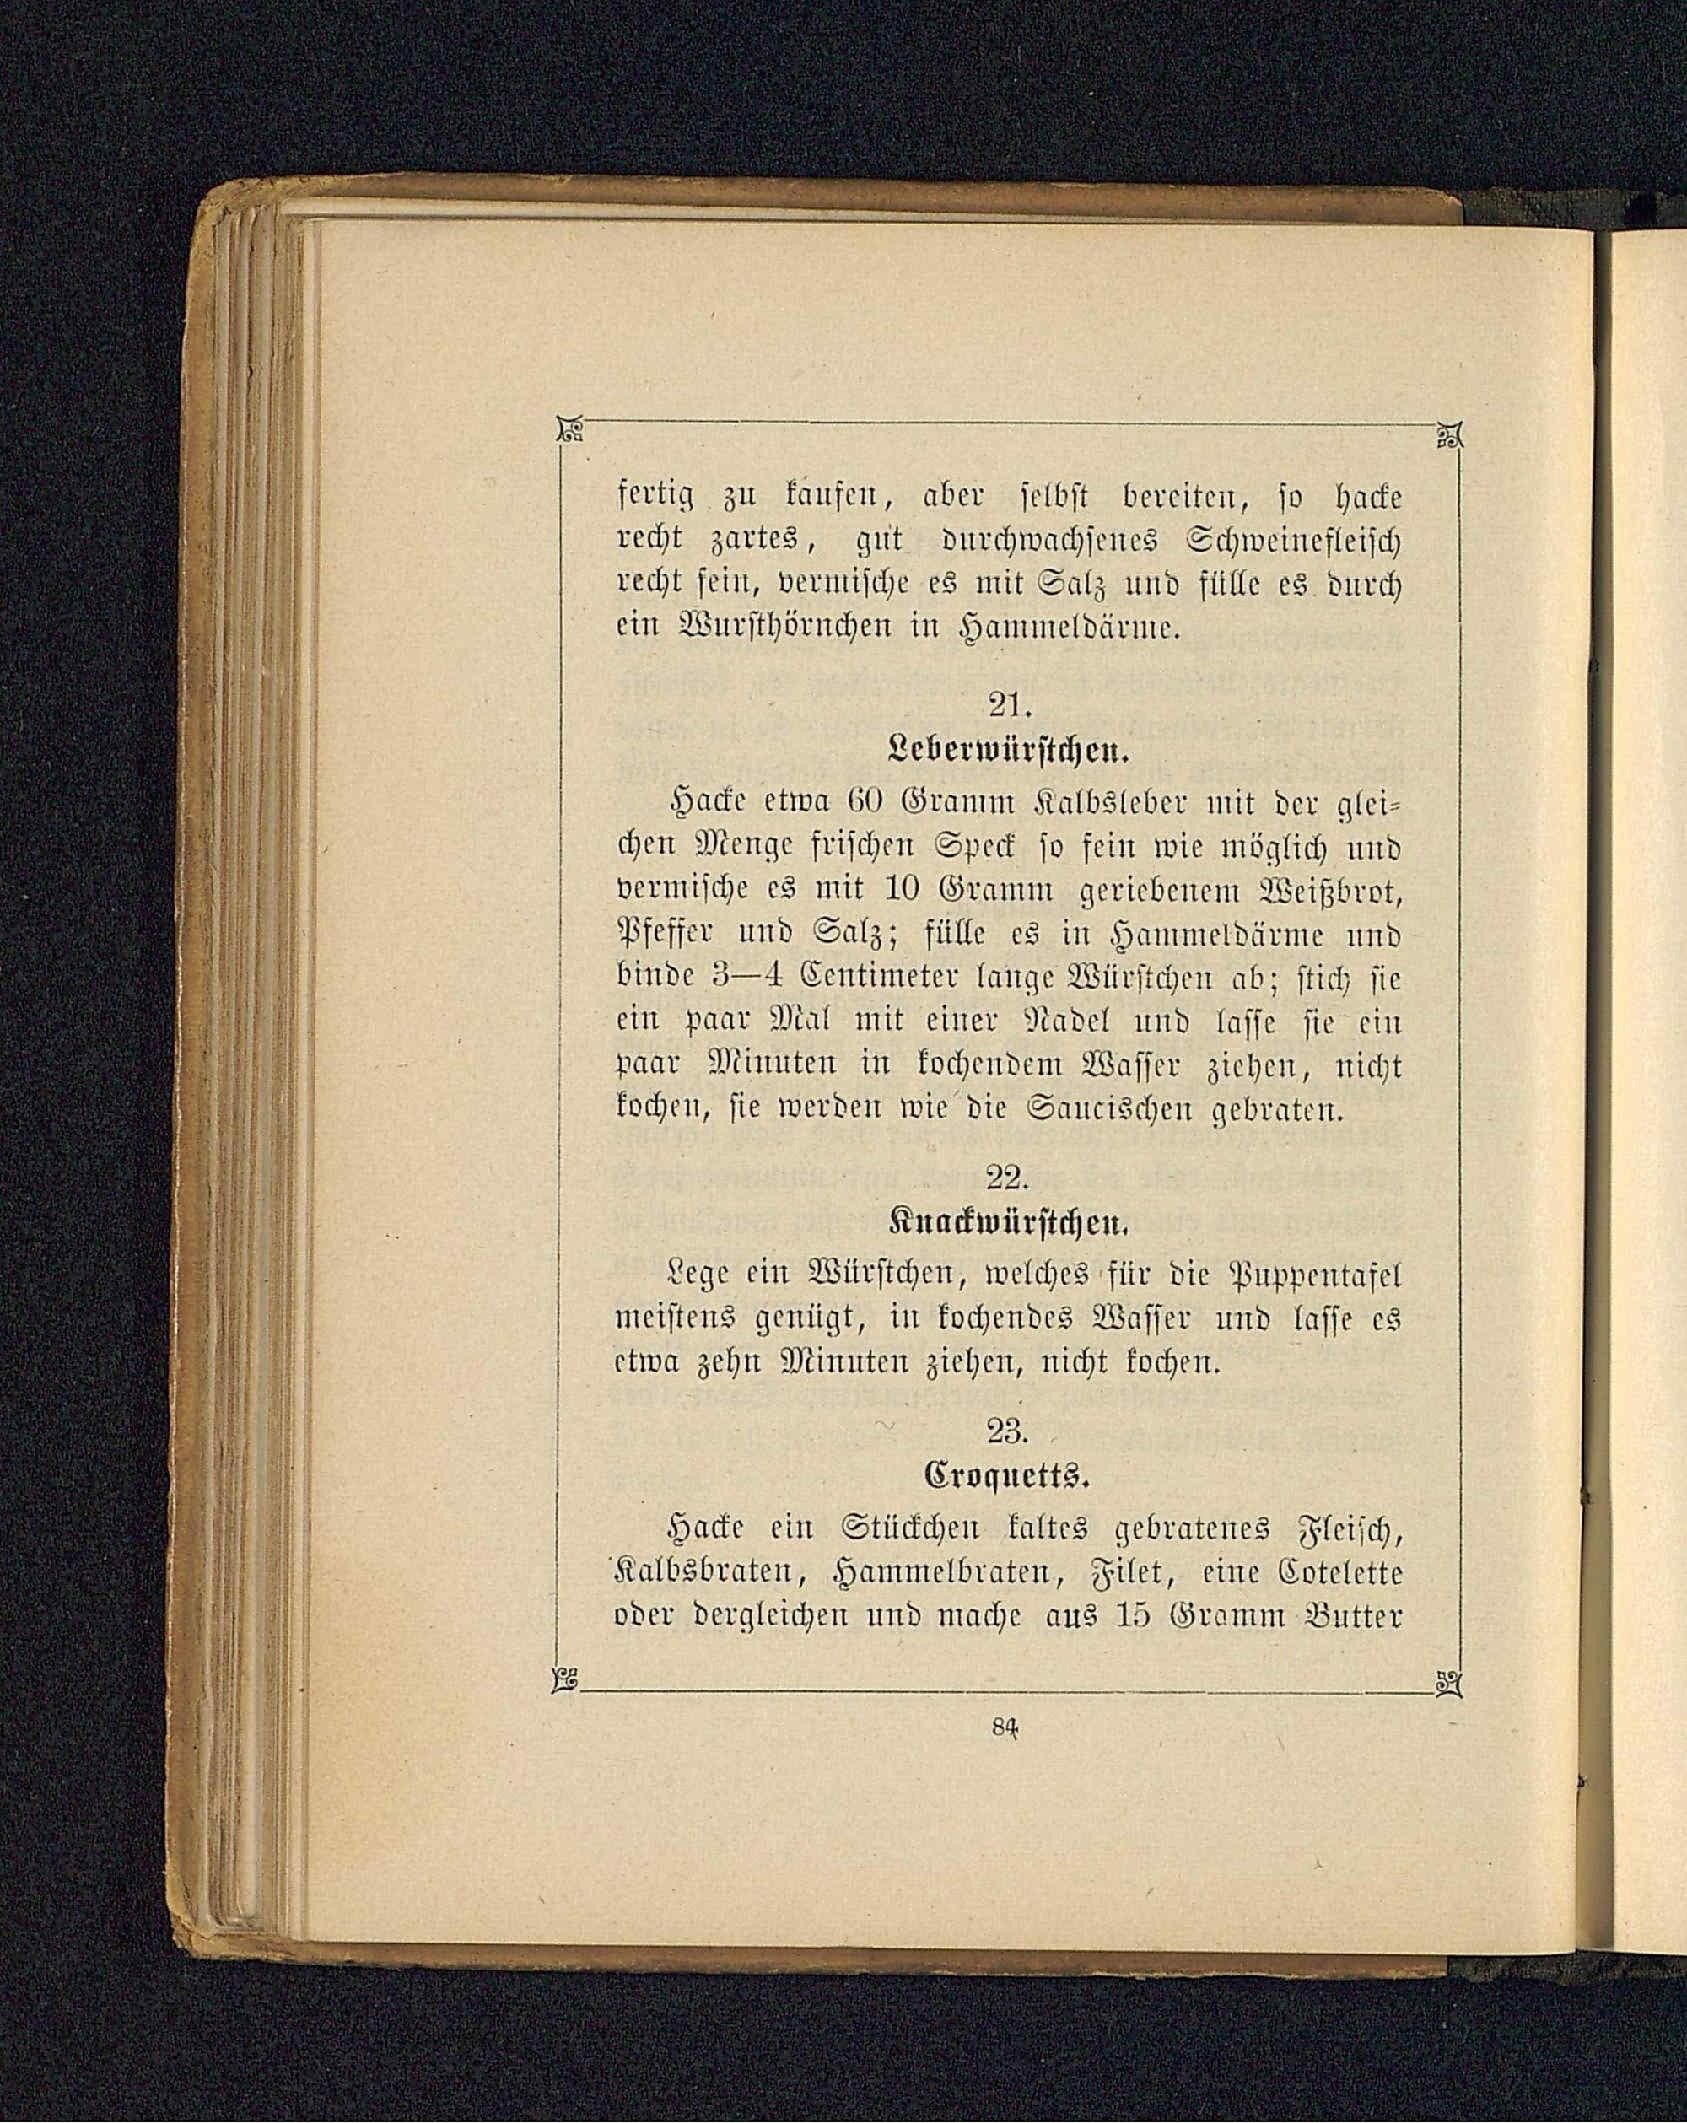 fertig zu kaufen, aber selbst bereiten, so hacke
recht zartes, gut durchwachsenes Schweinefleisch
recht fein, vermische es mit Salz und fülle es durch
ein Wursthörnchen in Hammeldärme.
21.
Leberwürstchen.
Hacke etwa 60 Gramm Kalbsleber mit der glei-
chen Menge frischen Speck so fein wie möglich und
vermische es mit 10 Gramm geriebenem Weißbrot,
Pfeffer und Salz; fülle es in Hammeldärme und
binde 3—4 Centimeter lange Würstchen ab; stich sie
ein paar Mal mit einer Nadel und lasse sie ein
paar Minuten in kochendem Wasser ziehen, nicht
kochen, sie werden wie die Saucischen gebraten.
22.
Knackwürstchen.
Lege ein Würstchen, welches für die Puppentafel
meistens genügt, in kochendes Wasser und lasse es
etwa zehn Minuten ziehen, nicht kochen.
23.
Croquetts.
Hacke ein Stückchen kaltes gebratenes Fleisch,
Kalbsbraten, Hammelbraten, Filet, eine Cotelette
oder dergleichen und mache aus 15 Gramm Butter
84